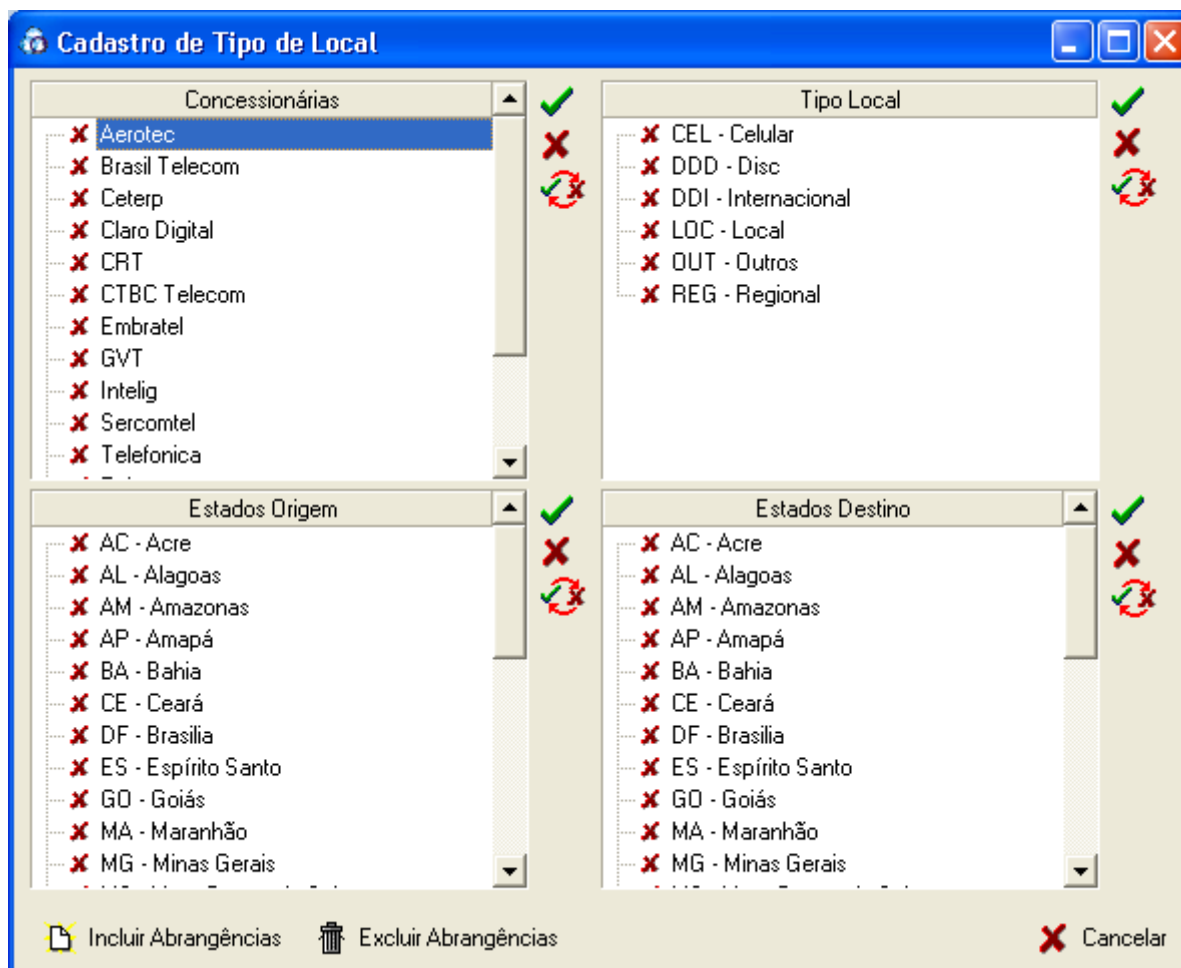 Cadastro de Tipo de Local
Concessionárias
Aerotec
Brasil Telecom
Ceterp
Claro Digital
CRT
CTBC Telecom
Embratel
GVT
Intelig
Sercomtel
Telefonica
Tipo Local
CEL - Celular
DDD - Disc
DDI - Internacional
LOC - Local
OUT - Outros
REG - Regional
Estados Origem
AC - Acre
AL - Alagoas
AM - Amazonas
AP - Amapá
BA - Bahia
CE - Ceará
DF - Brasilia
ES - Espírito Santo
GO - Goiás
MA - Maranhão
MG - Minas Gerais
Estados Destino
AC - Acre
AL - Alagoas
AM - Amazonas
AP - Amapá
BA - Bahia
CE - Ceará
DF - Brasilia
ES - Espírito Santo
GO - Goiás
MA - Maranhão
MG - Minas Gerais
Incluir Abrangências
Excluir Abrangências
Cancelar